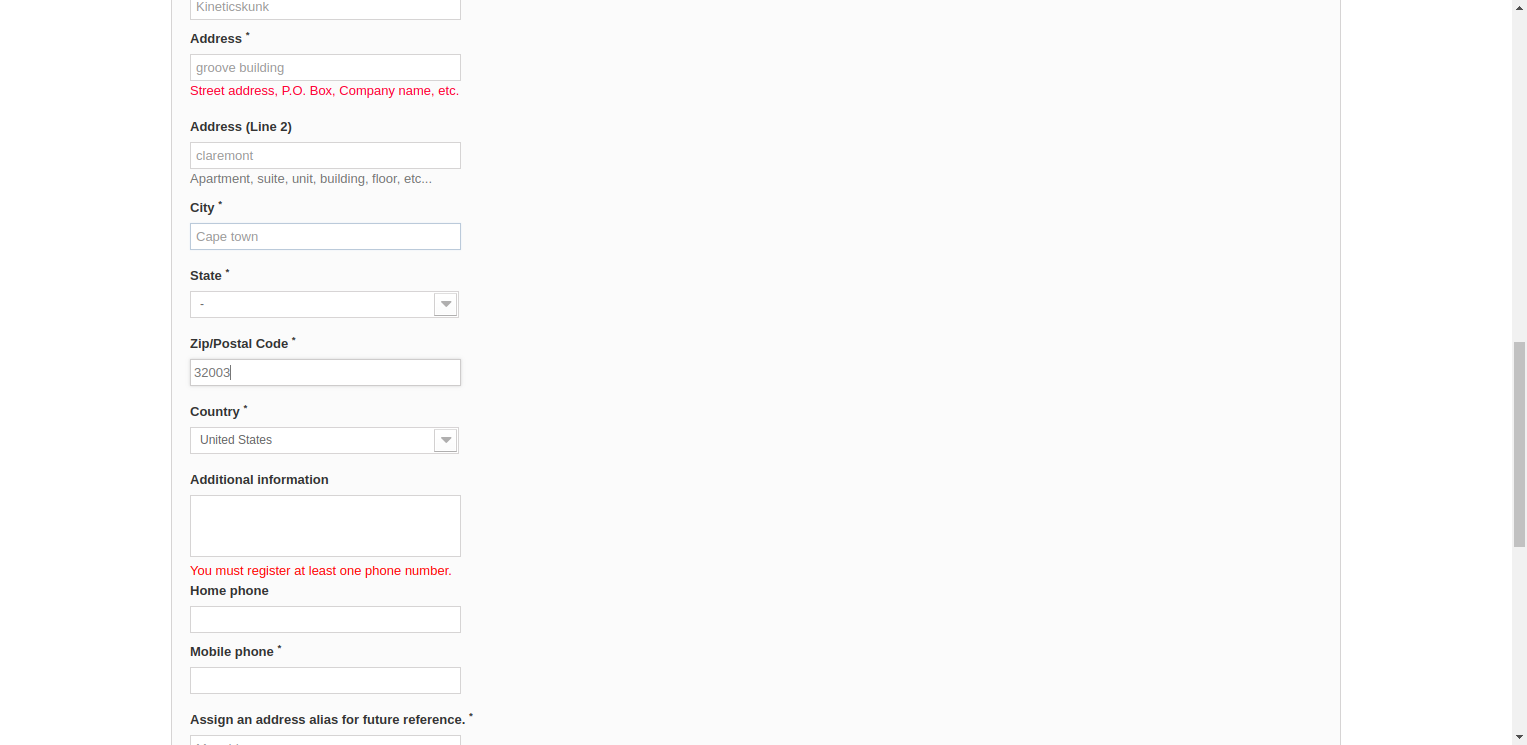 Kineticskunk
Address *
groove building
Street address, P.O. Box, Company name, etc.
Address (Line 2)
claremont
Apartment, suite, unit, building, floor, etc...
City *
Cape town
State *
-
Zip/Postal Code *
32003
Country *
United States
Additional information
You must register at least one phone number.
Home phone
Mobile phone *
Assign an address alias for future reference. *